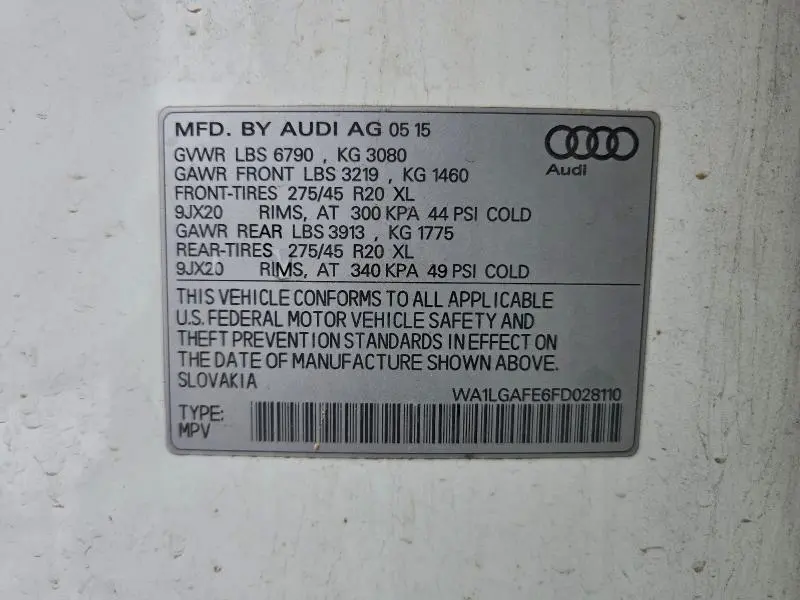 MFD. BY AUDI AG 05 15
Audi
GVWR LBS 6790 , KG 3080
GAWR FRONT LBS 3219 , KG 1460
FRONT-TIRES 275/45 R20 XL
9JX20 RIMS, AT 300 KPA 44 PSI COLD
GAWR REAR LBS 3913 , KG 1775
REAR-TIRES 275/45 R20 XL
9JX20 RIMS, AT 340 KPA 49 PSI COLD
THIS VEHICLE CONFORMS TO ALL APPLICABLE
U.S. FEDERAL MOTOR VEHICLE SAFETY AND
THEFT PREVENTION STANDARDS IN EFFECT ON
THE DATE OF MANUFACTURE SHOWN ABOVE.
SLOVAKIA
WA1LGAFE6FD028110
TYPE:
MPV